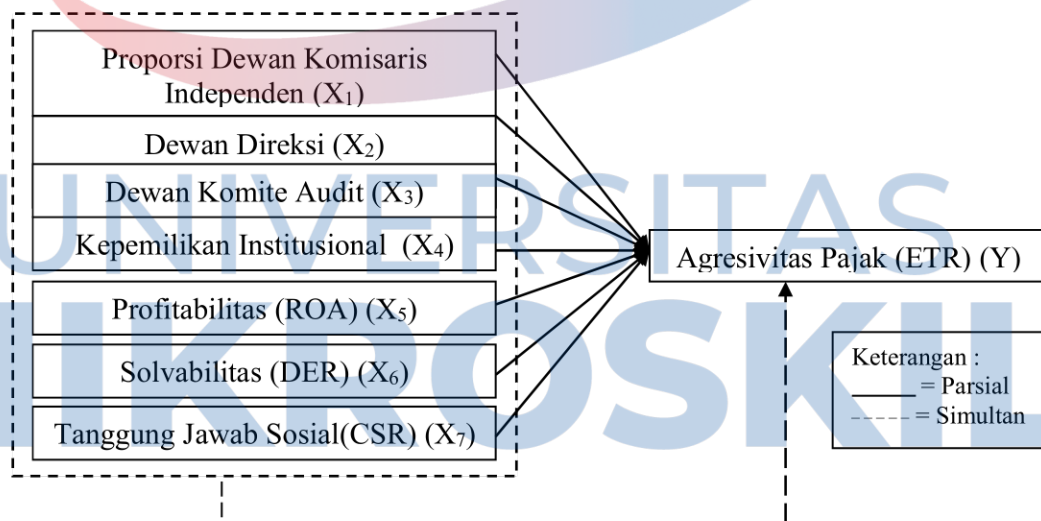 Proporsi Dewan Komisaris
Independen (X₁)
Dewan Direksi (X₂)
Dewan Komite Audit (X₃)
Kepemilikan Institusional (X₄)
Profitabilitas (ROA) (X₅)
Solvabilitas (DER) (X₆)
Tanggung Jawab Sosial(CSR) (X₇)
Agresivitas Pajak (ETR) (Y)
Keterangan :
= Parsial
= Simultan
UNIVERSITAS
MIKROSKIL